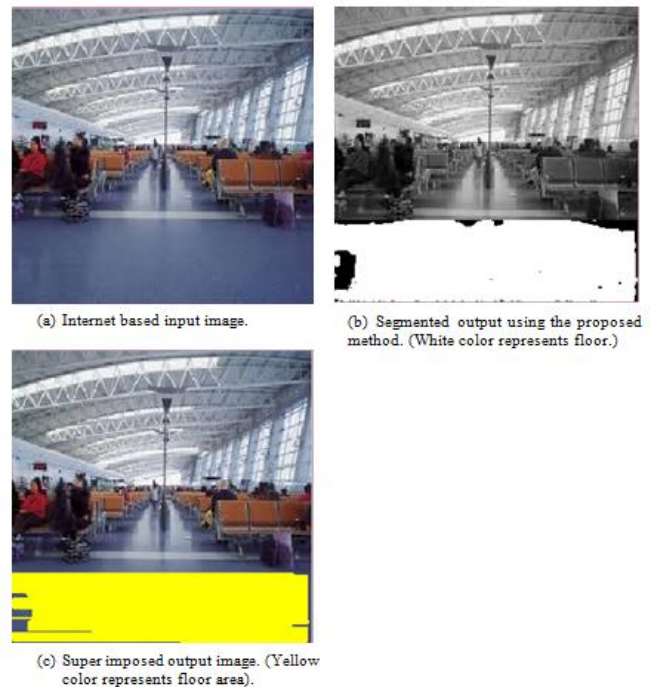 (a) Internet based input image.
(b) Segmented output using the proposed
method. (White color represents floor.)
(c) Super imposed output image. (Yellow
color represents floor area).